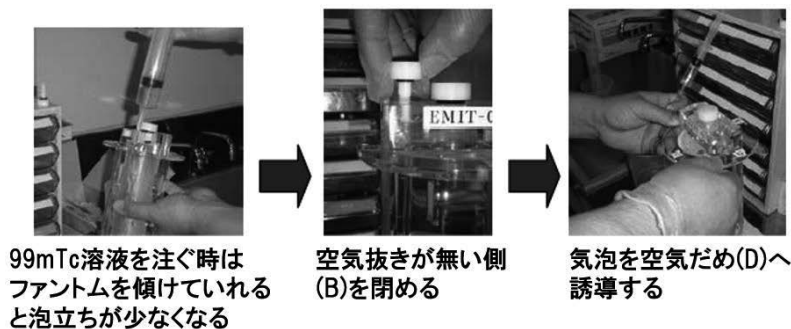 EMIT-
99mTc溶液を注ぐ時は
ファントムを傾けていれる
と泡立ちが少なくなる
空気抜きが無い側
(B)を閉める
気泡を空気だめ(D)へ
誘導する